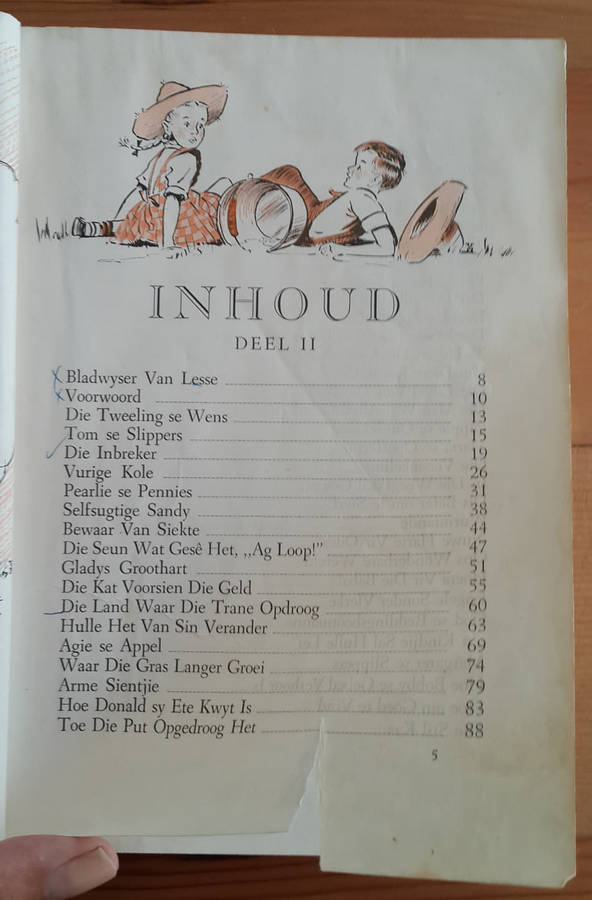 INHOUD
DEEL II
Bladwyser Van Lesse 8
Voorwoord 10
Die Tweeling se Wens 13
Tom se Slippers 15
Die Inbreker 19
Vurige Kole 26
Pearlie se Pennies 31
Selfsugtige Sandy 38
Bewaar Van Siekte 44
Die Seun Wat Gesê Het, ,,Ag Loop!" 47
Gladys Groothart 51
Die Kat Voorsien Die Geld 55
Die Land Waar Die Trane Opdroog 60
Hulle Het Van Sin Verander 63
Agie se Appel 69
Waar Die Gras Langer Groei 74
Arme Sientjie 79
Hoe Donald sy Ete Kwyt Is 83
Toe Die Put Opgedroog Het 88
5